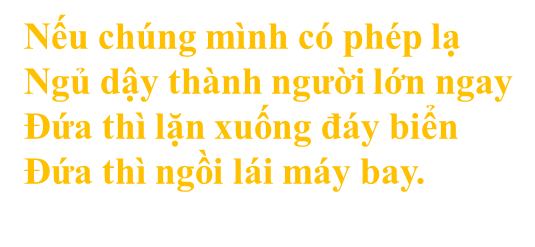 Nếu chúng mình có phép lạ
Ngủ dậy thành người lớn ngay
Đứa thì lặn xuống đáy biển
Đứa thì ngồi lái máy bay.